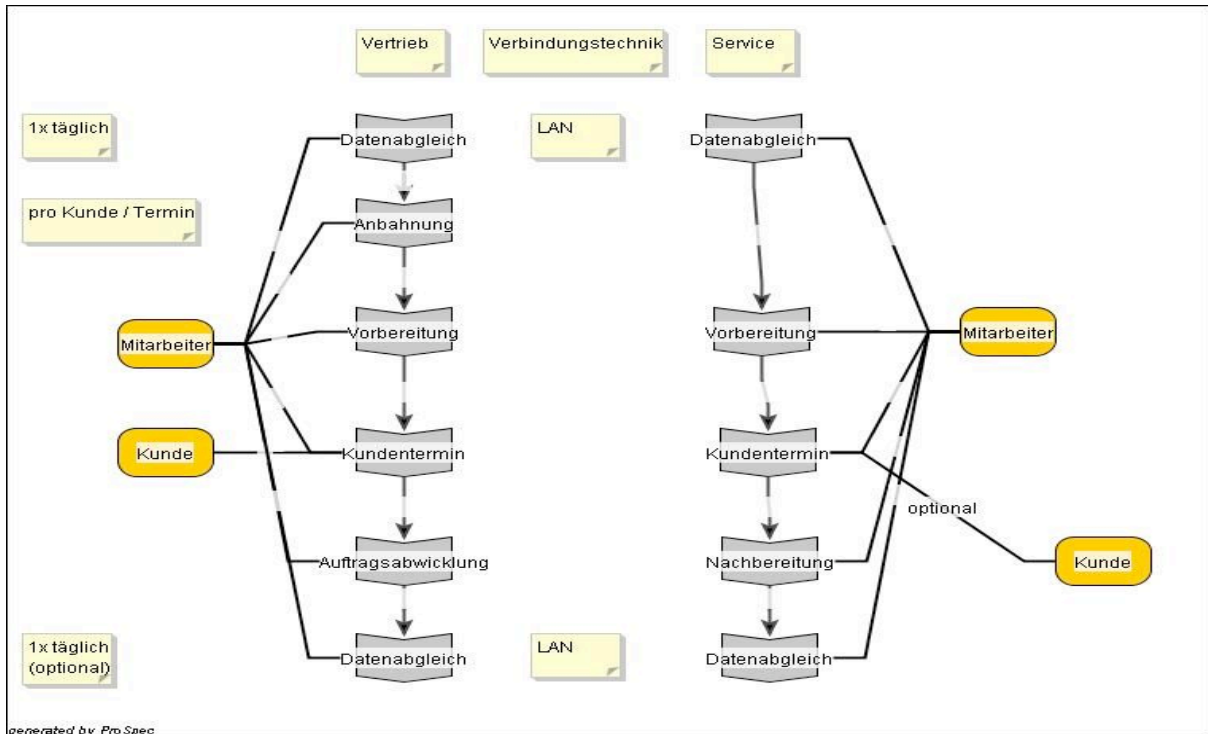 Vertrieb
Verbindungstechnik
Service
1x täglich
Datenabgleich
LAN
Datenabgleich
pro Kunde / Termin
Anbahnung
Mitarbeiter
Vorbereitung
Vorbereitung
Mitarbeiter
Kunde
Kundentermin
Kundentermin
optional
Auftragsabwicklung
Nachbereitung
Kunde
1x täglich
(optional)
Datenabgleich
LAN
Datenabgleich
generated by ProSpec